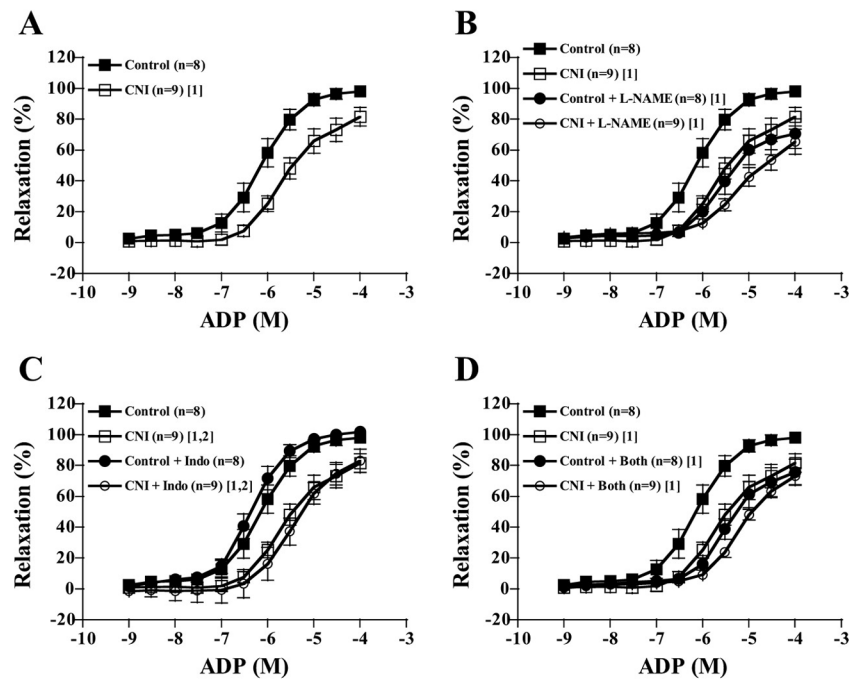 A
120
100
80
60
40
20
0
-20
Relaxation (%)
Control (n=8)
CNI (n=9) [1]
-10 -9 -8 -7 -6 -5 -4 -3
ADP (M)
B
120
100
80
60
40
20
0
-20
Relaxation (%)
Control (n=8)
CNI (n=9) [1]
Control + L-NAME (n=8) [1]
CNI + L-NAME (n=9) [1]
-10 -9 -8 -7 -6 -5 -4 -3
ADP (M)
C
120
100
80
60
40
20
0
-20
Relaxation (%)
Control (n=8)
CNI (n=9) [1,2]
Control + Indo (n=8)
CNI + Indo (n=9) [1,2]
-10 -9 -8 -7 -6 -5 -4 -3
ADP (M)
D
120
100
80
60
40
20
0
-20
Relaxation (%)
Control (n=8)
CNI (n=9) [1]
Control + Both (n=8) [1]
CNI + Both (n=9) [1]
-10 -9 -8 -7 -6 -5 -4 -3
ADP (M)